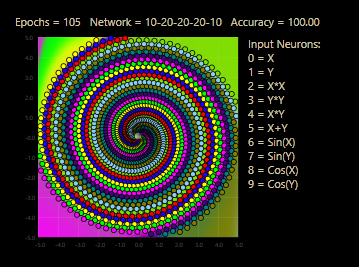 Epochs = 105 Network = 10-20-20-20-10 Accuracy = 100.00
Input Neurons:
0 = X
1 = Y
2 = X*X
3 = Y*Y
4 = X*Y
5 = X+Y
6 = Sin(X)
7 = Sin(Y)
8 = Cos(X)
9 = Cos(Y)
5.0
4.0
3.0
2.0
1.0
0.0
-1.0
-2.0
-3.0
-4.0
-5.0
-5.0 -4.0 -3.0 -2.0 -1.0 0.0 1.0 2.0 3.0 4.0 5.0